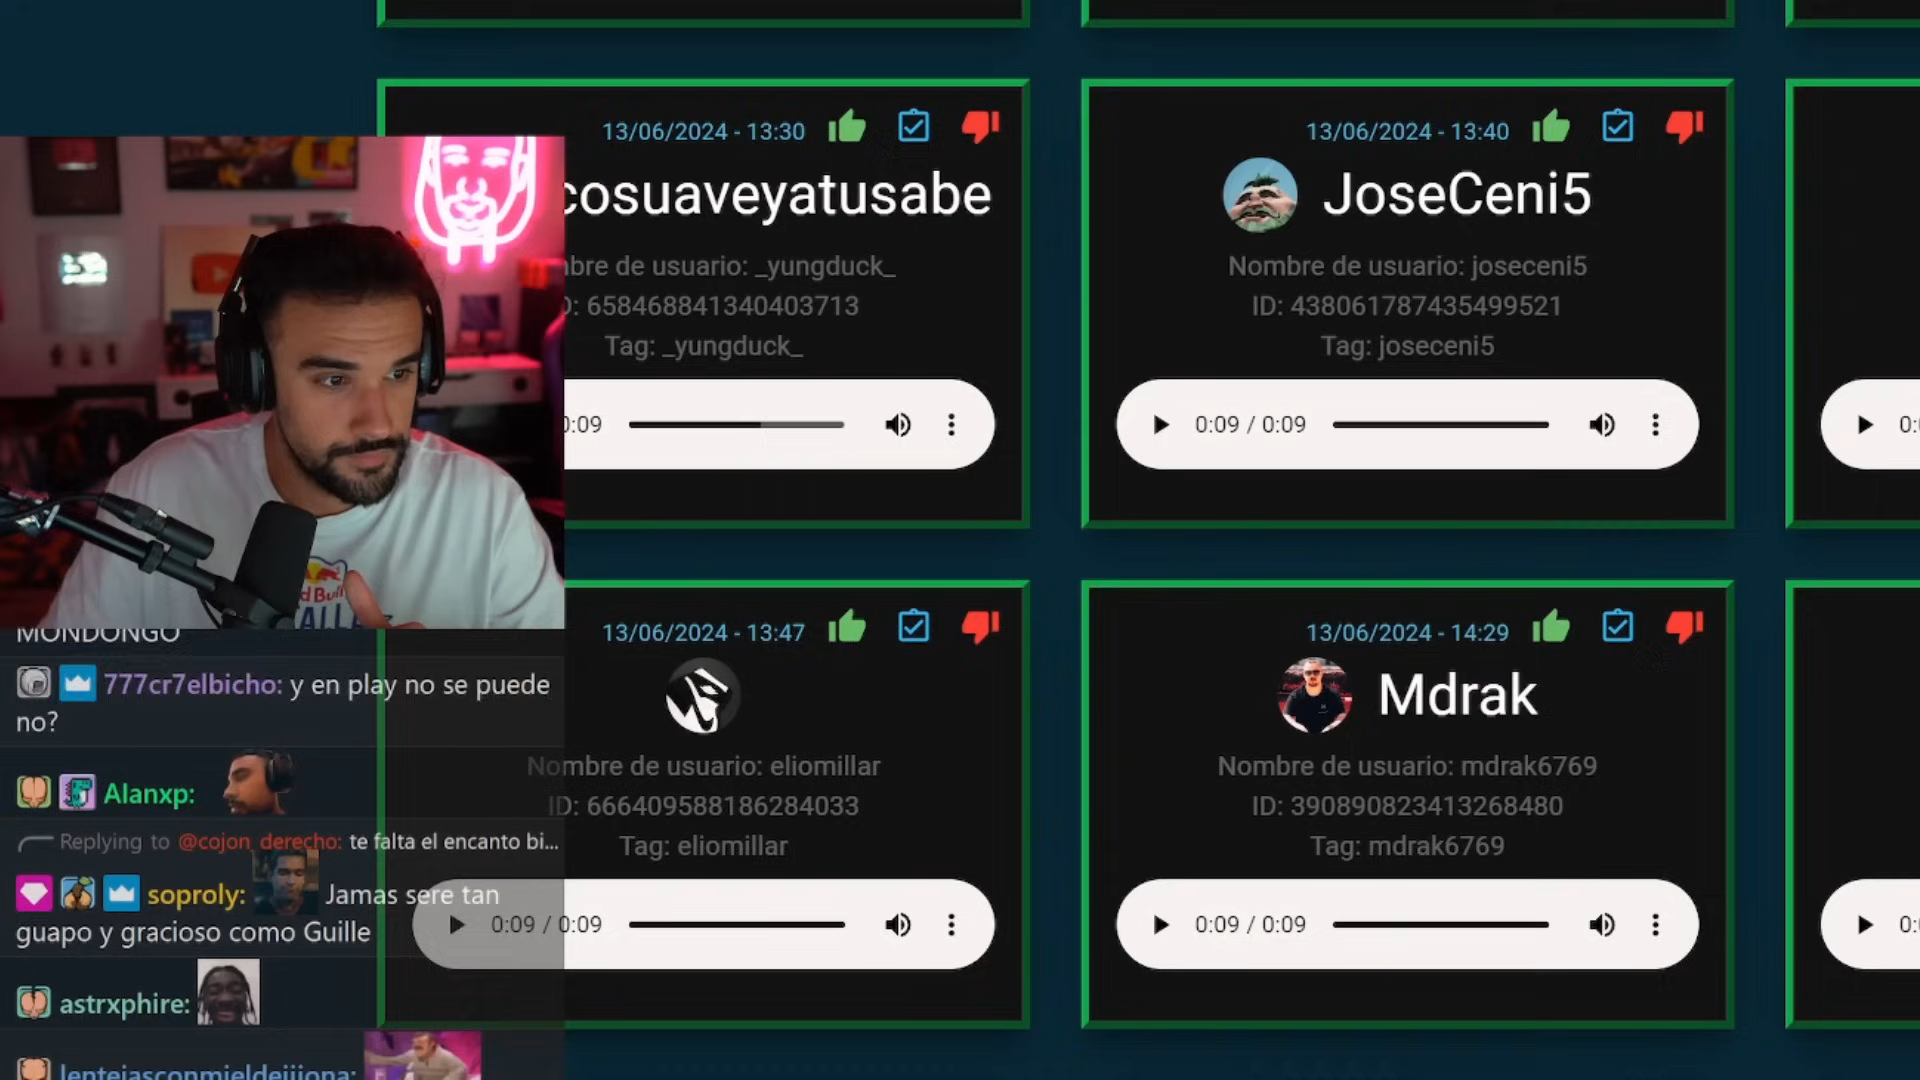 13/06/2024 - 13:30
cosuaveyatusabe
bre de usuario: _yungduck_
: 658468841340403713
Tag: _yungduck_
0:09
13/06/2024 - 13:40
JoseCeni5
Nombre de usuario: joseceni5
ID: 438061787435499521
Tag: joseceni5
0:09 / 0:09
d Bull
MONDONGO
777cr7elbicho: y en play no se puede
no?
Alanxp:
Replying to @cojon_derecho: te falta el encanto bi...
soproly: Jamas sere tan
guapo y gracioso como Guille
astrxphire:
lentejasconmieldejijona:
13/06/2024 - 13:47
Nombre de usuario: eliomillar
ID: 666409588186284033
Tag: eliomillar
0:09 / 0:09
13/06/2024 - 14:29
Mdrak
Nombre de usuario: mdrak6769
ID: 390890823413268480
Tag: mdrak6769
0:09 / 0:09